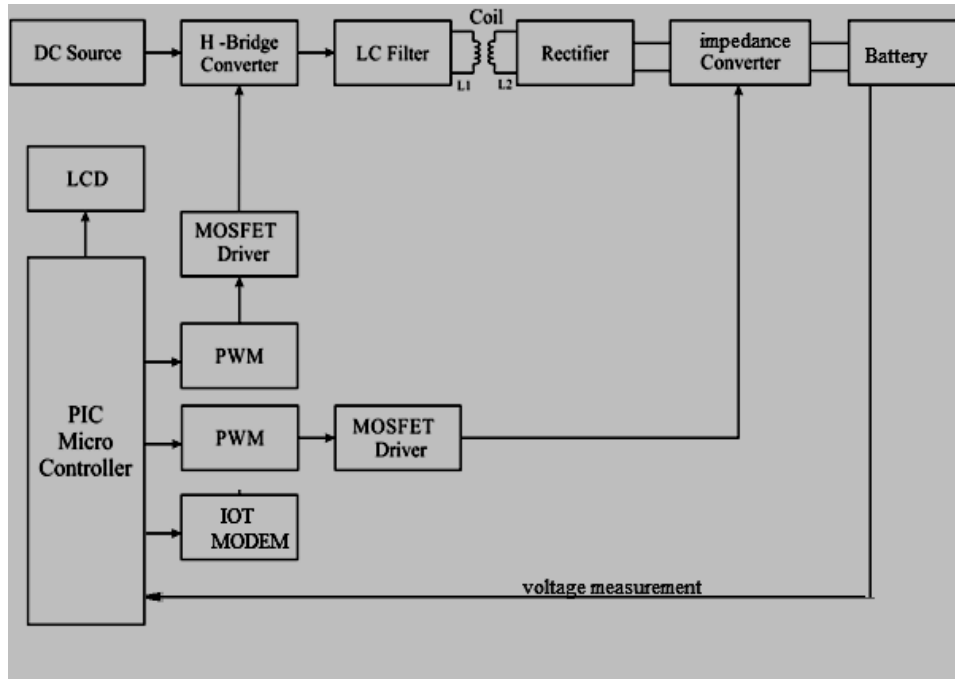 Coil
DC Source
H -Bridge
Converter
LC Filter
L1
L2
Rectifier
impedance
Converter
Battery
LCD
MOSFET
Driver
PWM
PIC
Micro
Controller
PWM
MOSFET
Driver
IOT
MODEM
voltage measurement